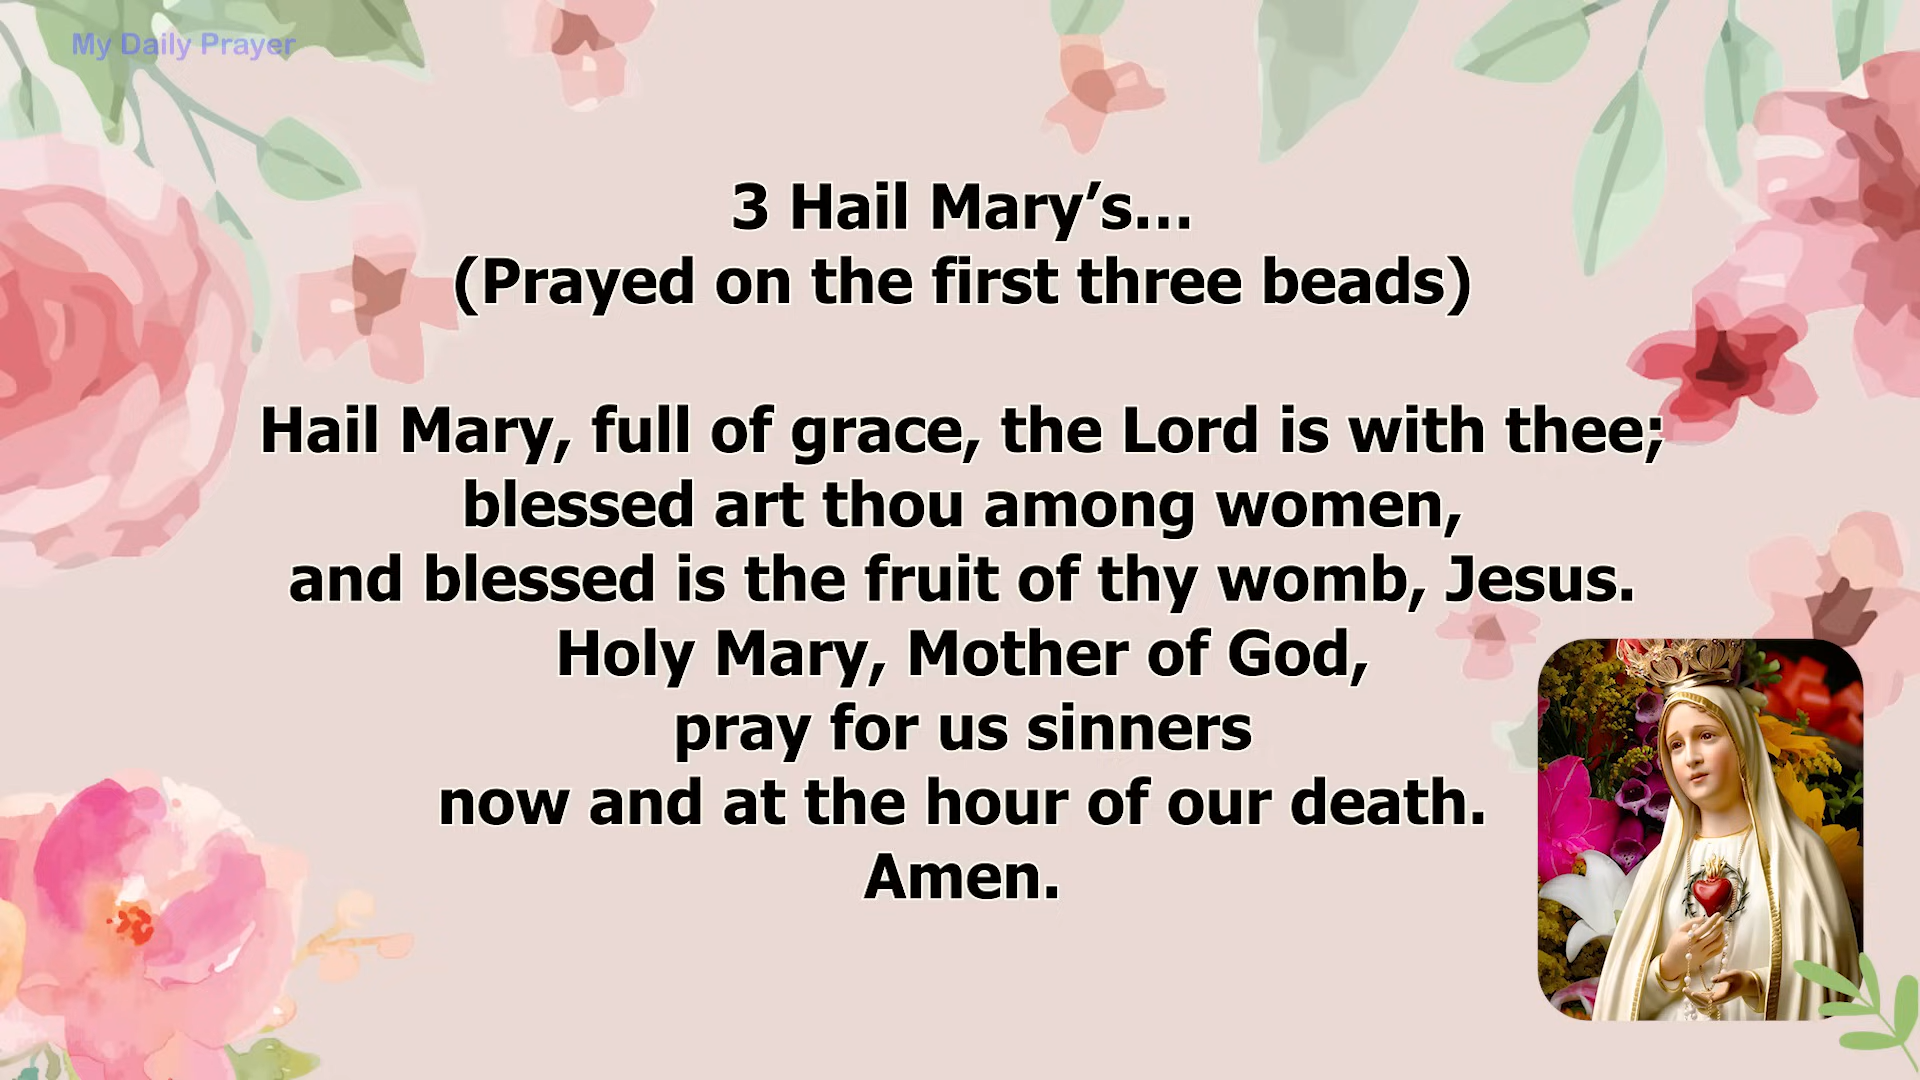 My Daily Prayer
3 Hail Mary’s...
(Prayed on the first three beads)
Hail Mary, full of grace, the Lord is with thee;
blessed art thou among women,
and blessed is the fruit of thy womb, Jesus.
Holy Mary, Mother of God,
pray for us sinners
now and at the hour of our death.
Amen.